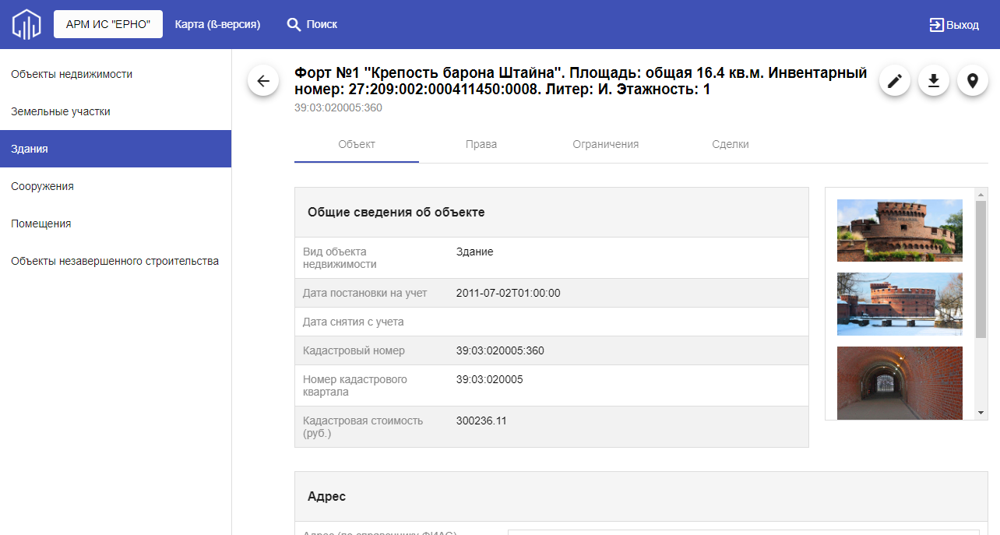 АРМ ИС "ЕРНО"
Карта (ß-версия)
Поиск
Выход
Объекты недвижимости
Земельные участки
Здания
Сооружения
Помещения
Объекты незавершенного строительства
Форт №1 "Крепость барона Штайна". Площадь: общая 16.4 кв.м. Инвентарный
номер: 27:209:002:000411450:0008. Литер: И. Этажность: 1
39:03:020005:360
Объект
Права
Ограничения
Сделки
Общие сведения об объекте
Вид объекта
недвижимости
Здание
Дата постановки на учет
2011-07-02T01:00:00
Дата снятия с учета
Кадастровый номер
39:03:020005:360
Номер кадастрового
квартала
39:03:020005
Кадастровая стоимость
(руб.)
300236.11
Адрес
Адрес (по справочнику ФИАС)